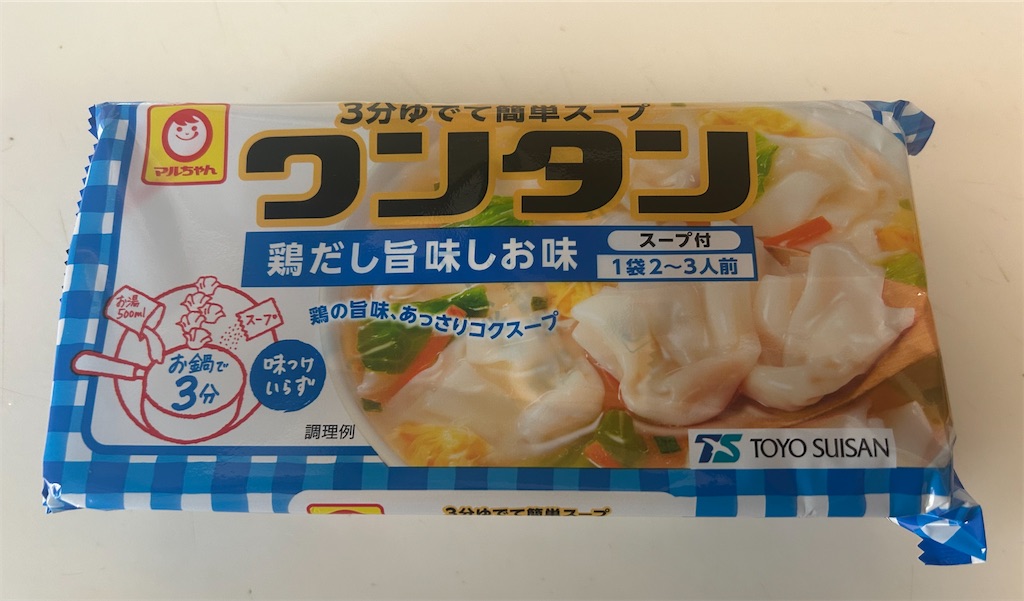 3分ゆでて簡単スープ
マルちゃん
ワンタン
鶏だし旨味しお味
スープ付
1袋2〜3人前
鶏の旨味、あっさりコクスープ
お湯
500ml
スープ
お鍋で
3分
味つけ
いらず
調理例
TS TOYO SUISAN
3分ゆでて簡単スープ